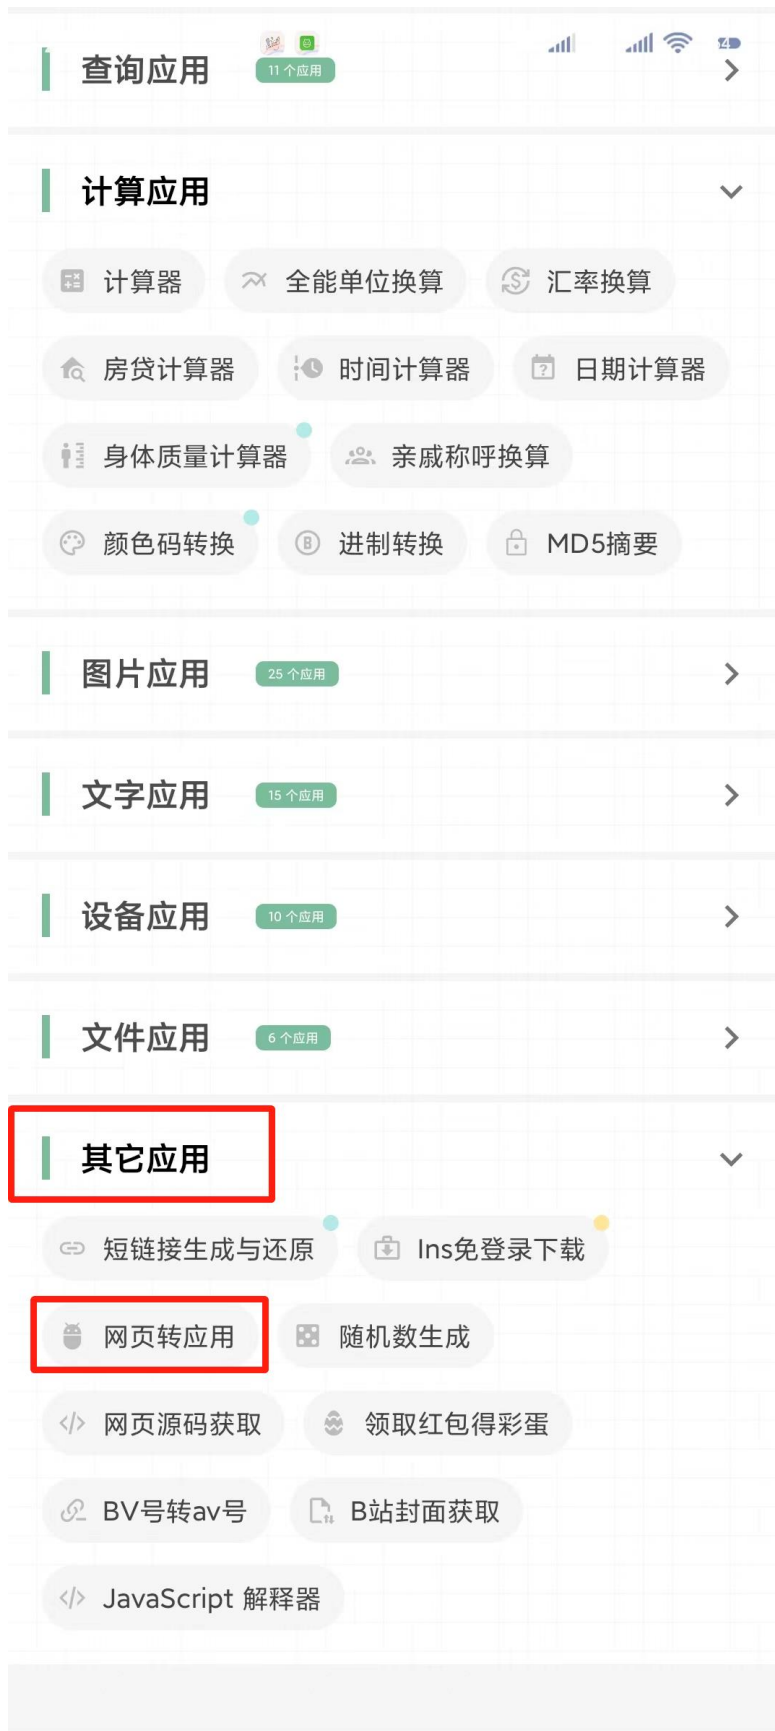 查询应用 11 个应用
计算应用
计算器 全能单位换算 汇率换算
房贷计算器 时间计算器 日期计算器
身体质量计算器 亲戚称呼换算
颜色码转换 进制转换 MD5摘要
图片应用 25 个应用
文字应用 15 个应用
设备应用 10 个应用
文件应用 6 个应用
其它应用
短链接生成与还原 Ins免登录下载
网页转应用 随机数生成
网页源码获取 领取红包得彩蛋
BV号转av号 B站封面获取
JavaScript 解释器